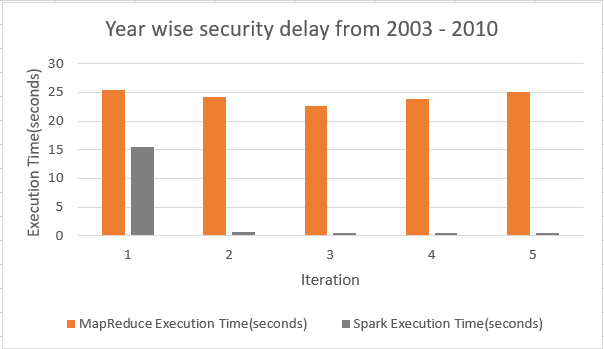 Year wise security delay from 2003 - 2010
Execution Time(seconds)
30
25
20
15
10
5
0
1 2 3 4 5
Iteration
MapReduce Execution Time(seconds) Spark Execution Time(seconds)